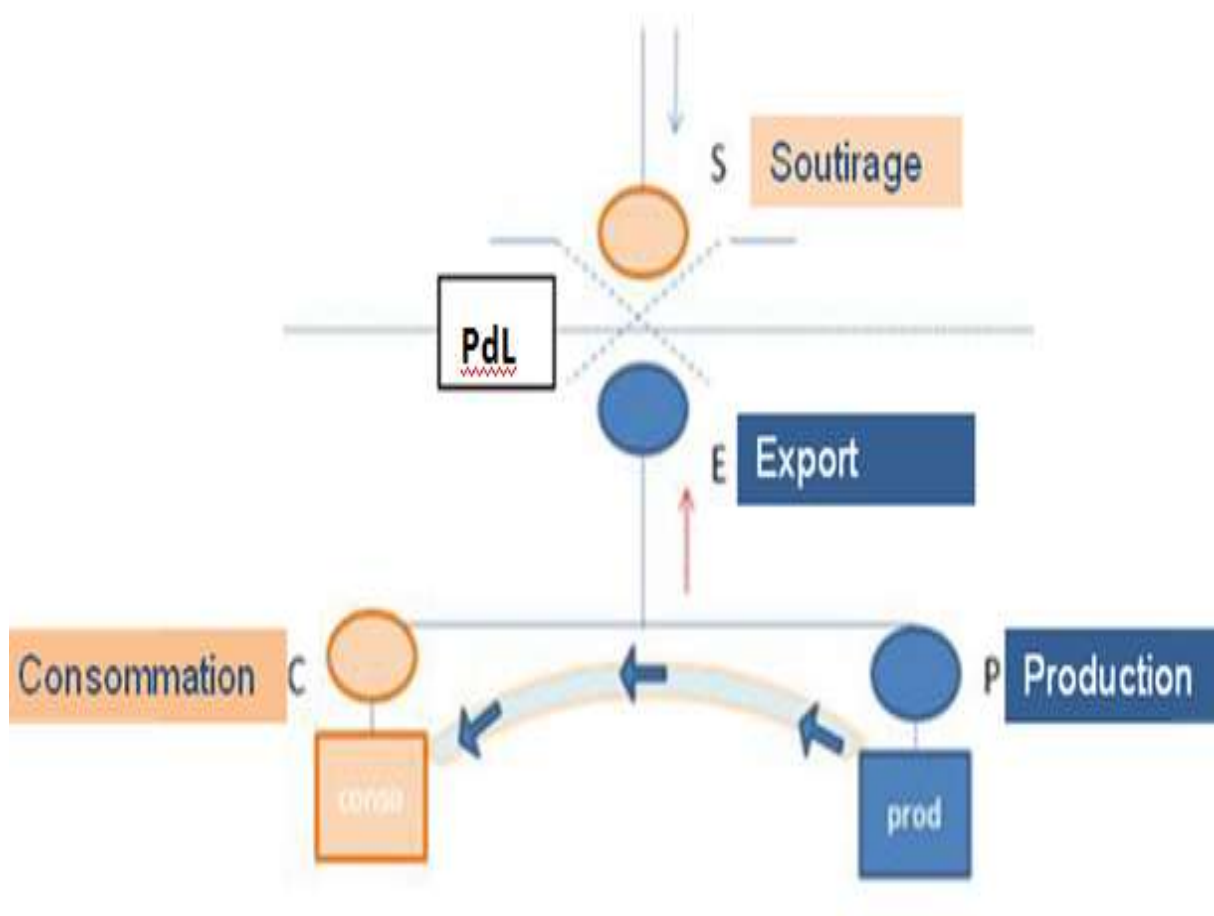 S Soutirage
PdL
E Export
Consommation C
P Production
conso
prod